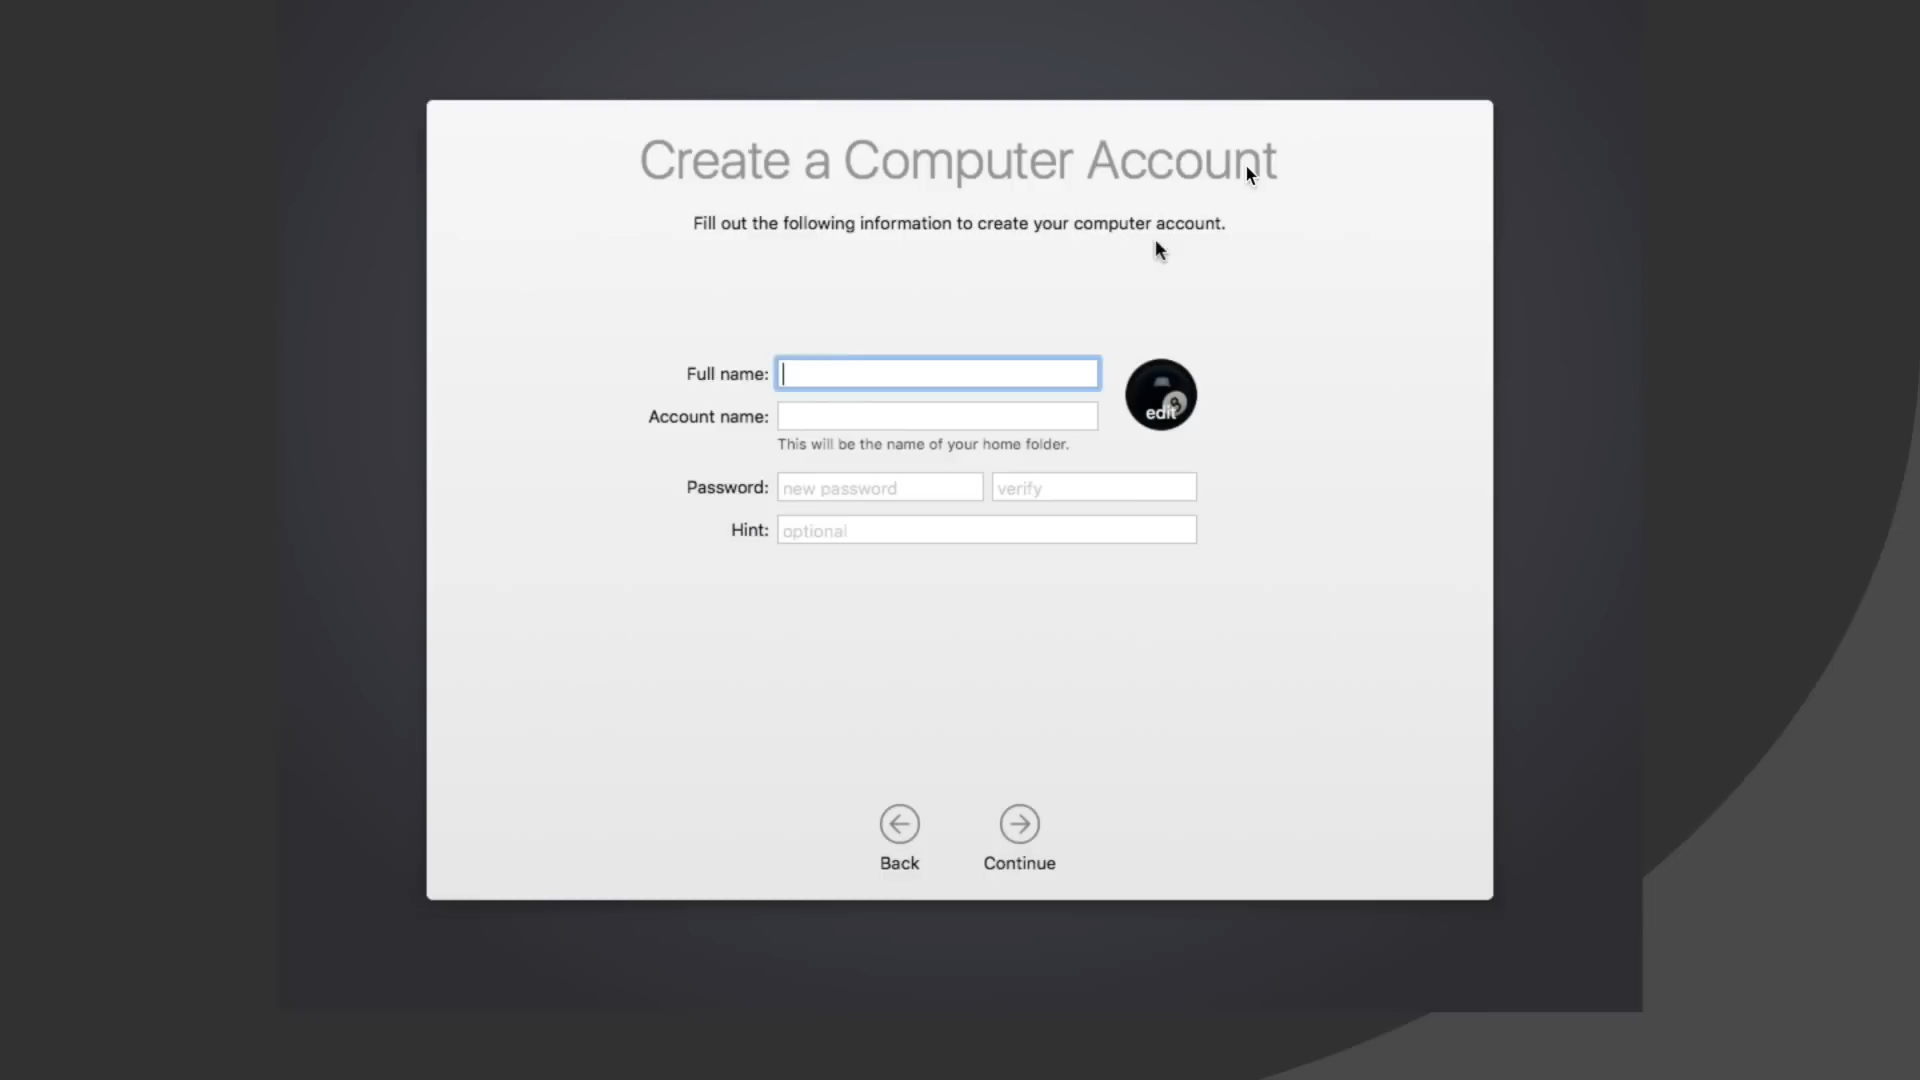 Create a Computer Account
Fill out the following information to create your computer account.
Full name:
edit
8
Account name:
This will be the name of your home folder.
Password: new password verify
Hint: optional
Back Continue